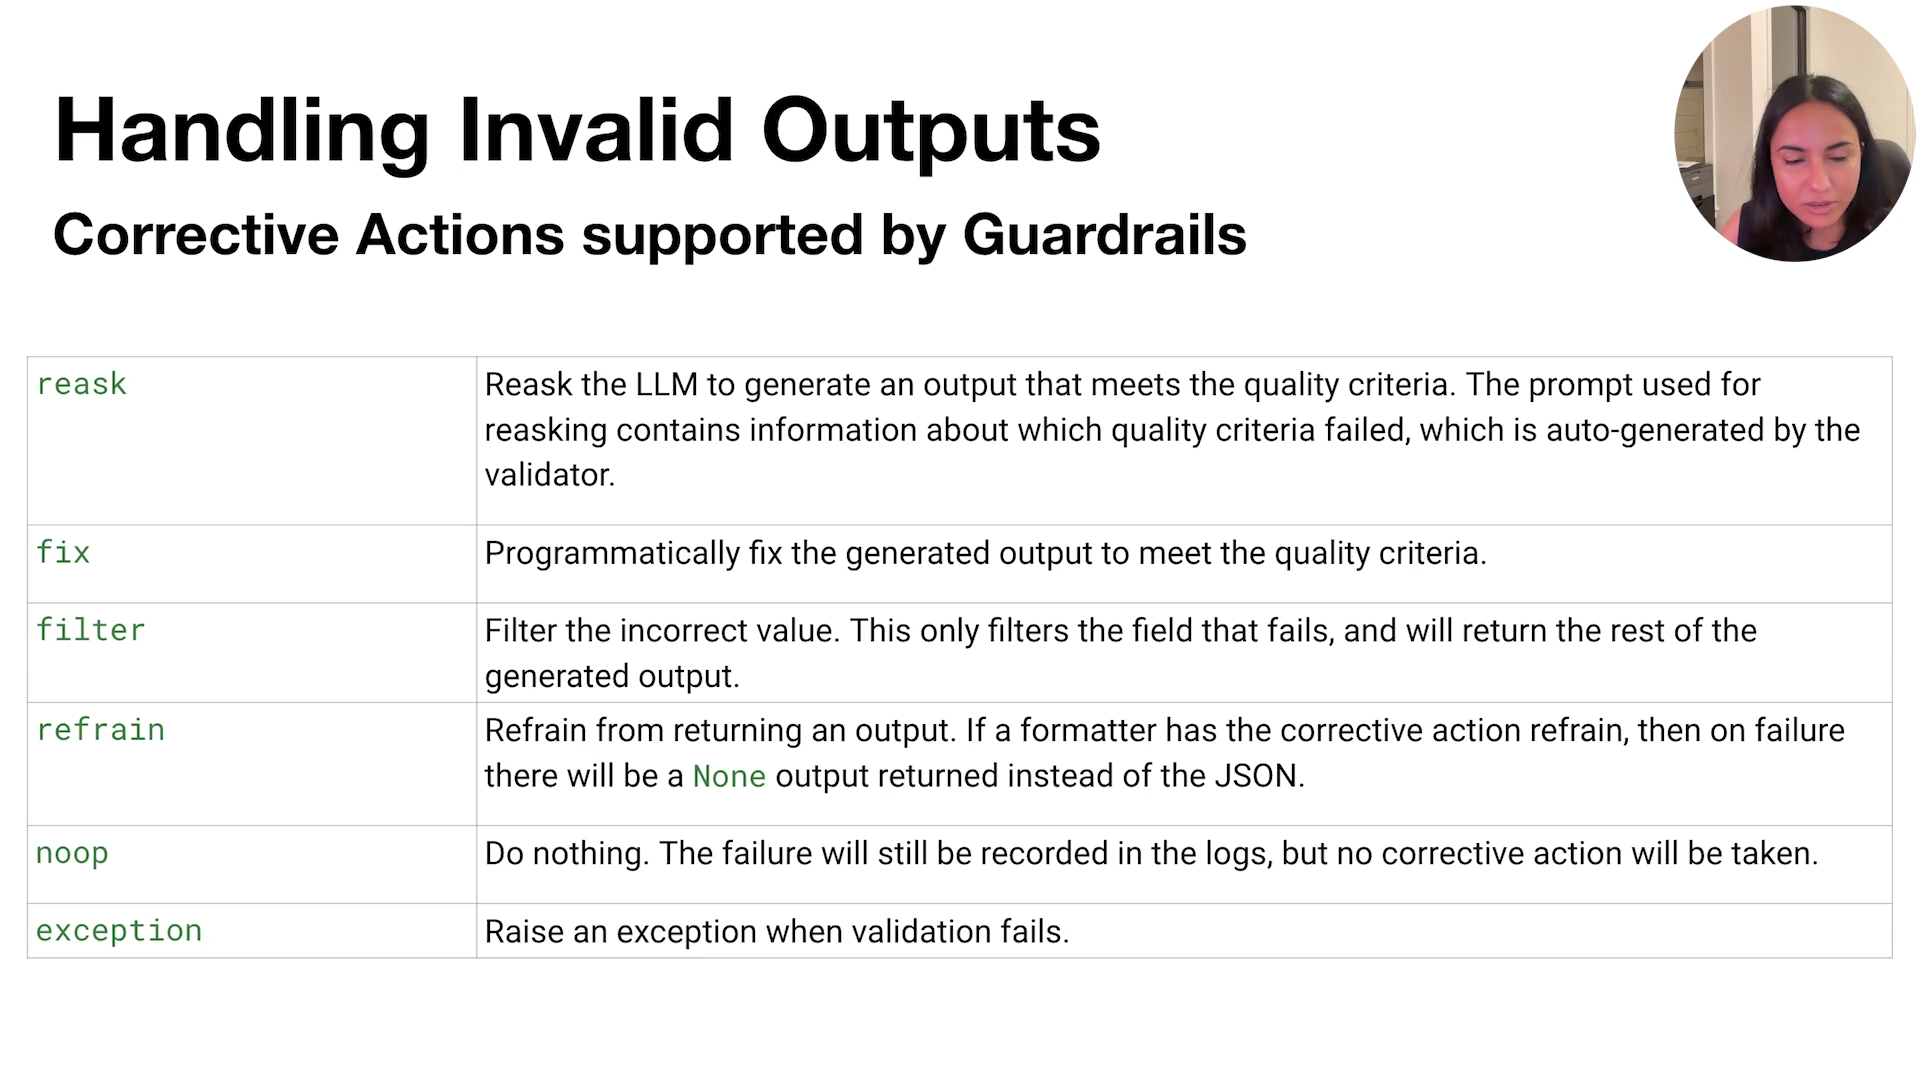 Handling Invalid Outputs
Corrective Actions supported by Guardrails
reask
Reask the LLM to generate an output that meets the quality criteria. The prompt used for
reasking contains information about which quality criteria failed, which is auto-generated by the
validator.
fix
Programmatically fix the generated output to meet the quality criteria.
filter
Filter the incorrect value. This only filters the field that fails, and will return the rest of the
generated output.
refrain
Refrain from returning an output. If a formatter has the corrective action refrain, then on failure
there will be a None output returned instead of the JSON.
noop
Do nothing. The failure will still be recorded in the logs, but no corrective action will be taken.
exception
Raise an exception when validation fails.